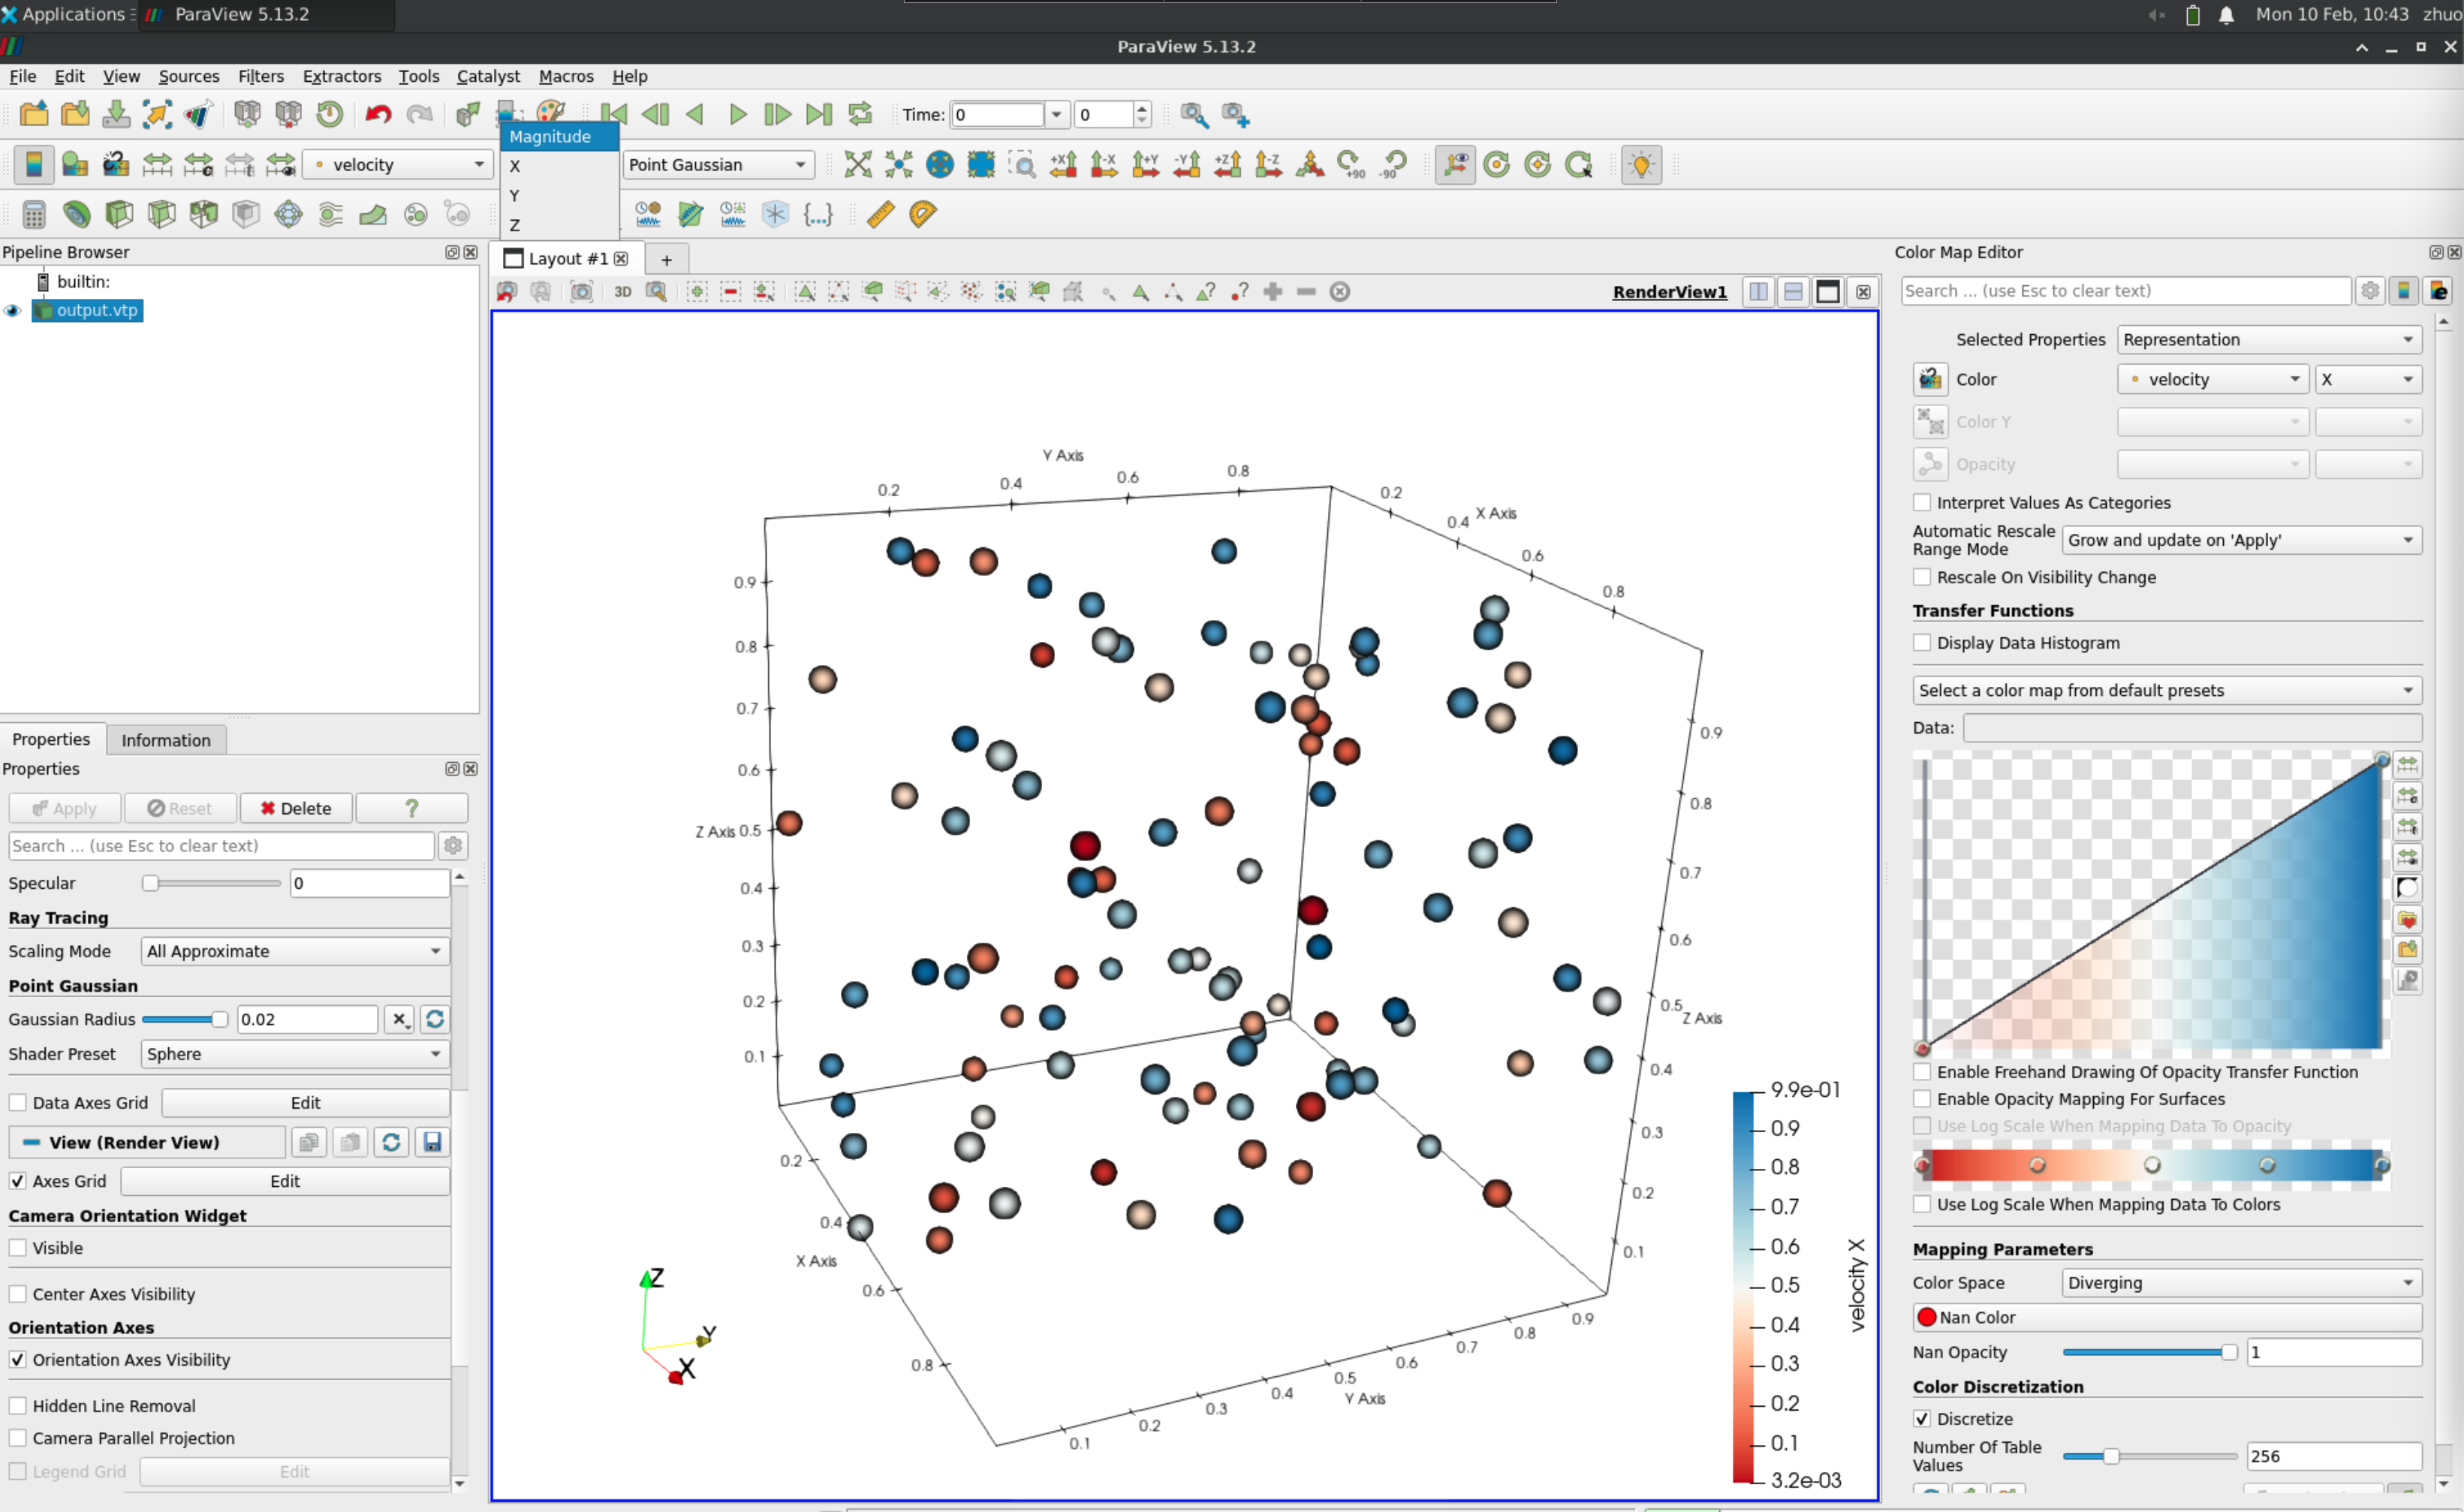 Applications
ParaView 5.13.2
Mon 10 Feb, 10:43 zhuo
ParaView 5.13.2
File Edit View Sources Filters Extractors Tools Catalyst Macros Help
Time: 0 0
velocity
Magnitude
X
Y
Z
Point Gaussian
+X -X +Y -Y +Z -Z +90 -90
Pipeline Browser
builtin:
output.vtp
Properties Information
Properties
Apply Reset Delete ?
Search ... (use Esc to clear text)
Specular 0
Ray Tracing
Scaling Mode All Approximate
Point Gaussian
Gaussian Radius 0.02
Shader Preset Sphere
Data Axes Grid Edit
View (Render View)
Axes Grid Edit
Camera Orientation Widget
Visible
Center Axes Visibility
Orientation Axes
Orientation Axes Visibility
Hidden Line Removal
Camera Parallel Projection
Legend Grid Edit
Layout #1 +
3D
RenderView1
Y Axis
0.2 0.4 0.6 0.8
0.2 0.4 0.6 0.8
X Axis
0.9
0.8
0.7
0.6
Z Axis 0.5
0.4
0.3
0.2
0.1
0.9
0.8
0.7
0.6
0.5
Z Axis
0.4
0.3
0.2
0.1
0.2
0.4
X Axis
0.6
0.8
0.1 0.2 0.3 0.4 0.5 0.6 0.7 0.8 0.9
Y Axis
Z
Y
X
9.9e-01
0.9
0.8
0.7
0.6
0.5
0.4
0.3
0.2
0.1
3.2e-03
velocity X
Color Map Editor
Search ... (use Esc to clear text)
Selected Properties Representation
Color velocity X
Color Y
Opacity
Interpret Values As Categories
Automatic Rescale
Range Mode
Grow and update on 'Apply'
Rescale On Visibility Change
Transfer Functions
Display Data Histogram
Select a color map from default presets
Data:
Enable Freehand Drawing Of Opacity Transfer Function
Enable Opacity Mapping For Surfaces
Use Log Scale When Mapping Data To Opacity
Use Log Scale When Mapping Data To Colors
Mapping Parameters
Color Space Diverging
Nan Color
Nan Opacity 1
Color Discretization
Discretize
Number Of Table
Values
256